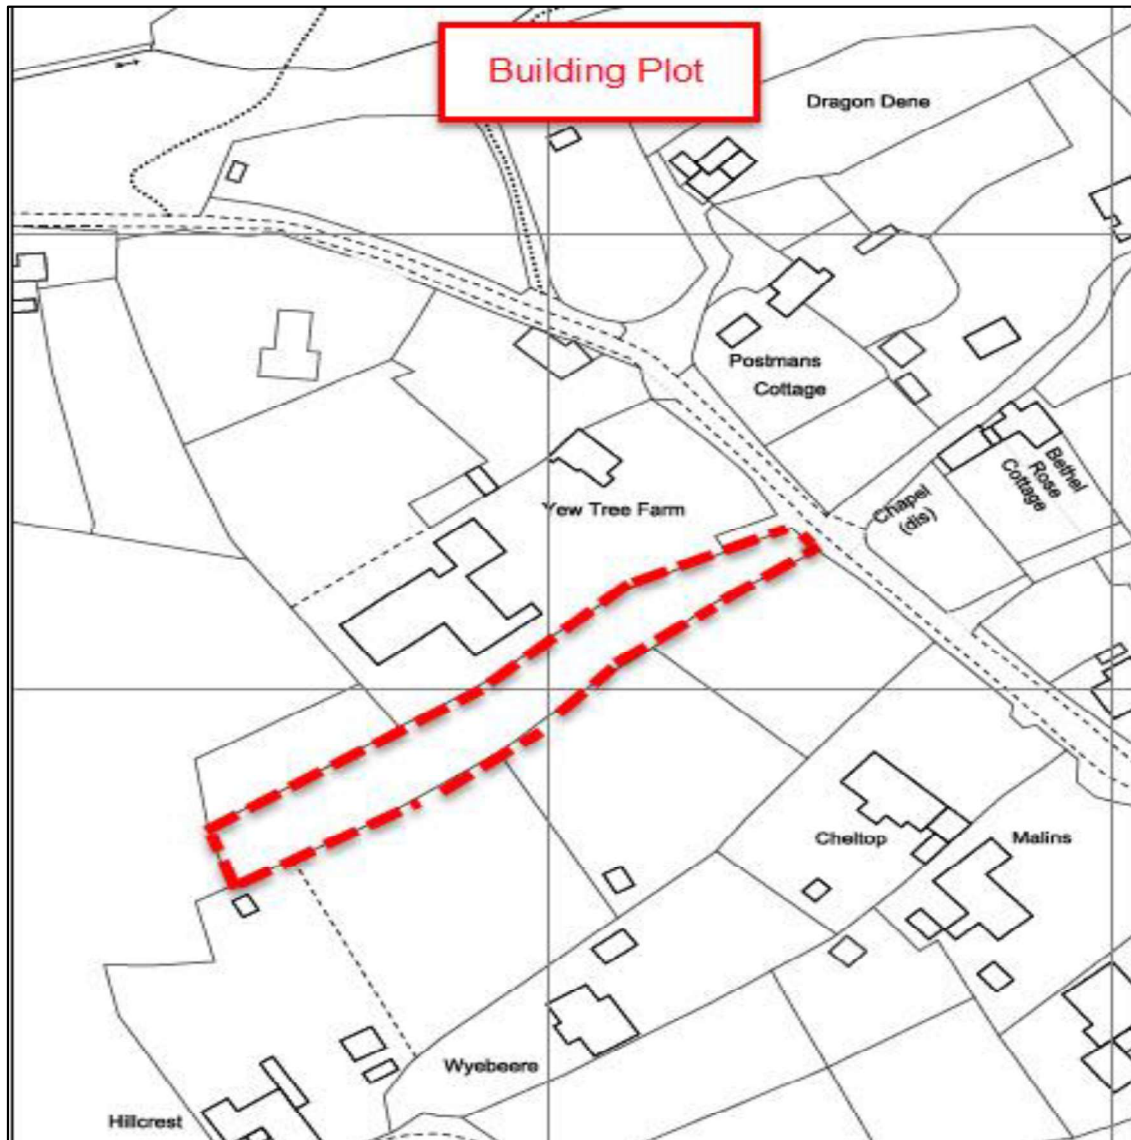 Building Plot
Dragon Dene
Postmans
Cottage
Yew Tree Farm
Chapel
(dis)
Bethel
Rose
Cottage
Cheltop
Malins
Wyebeere
Hillcrest